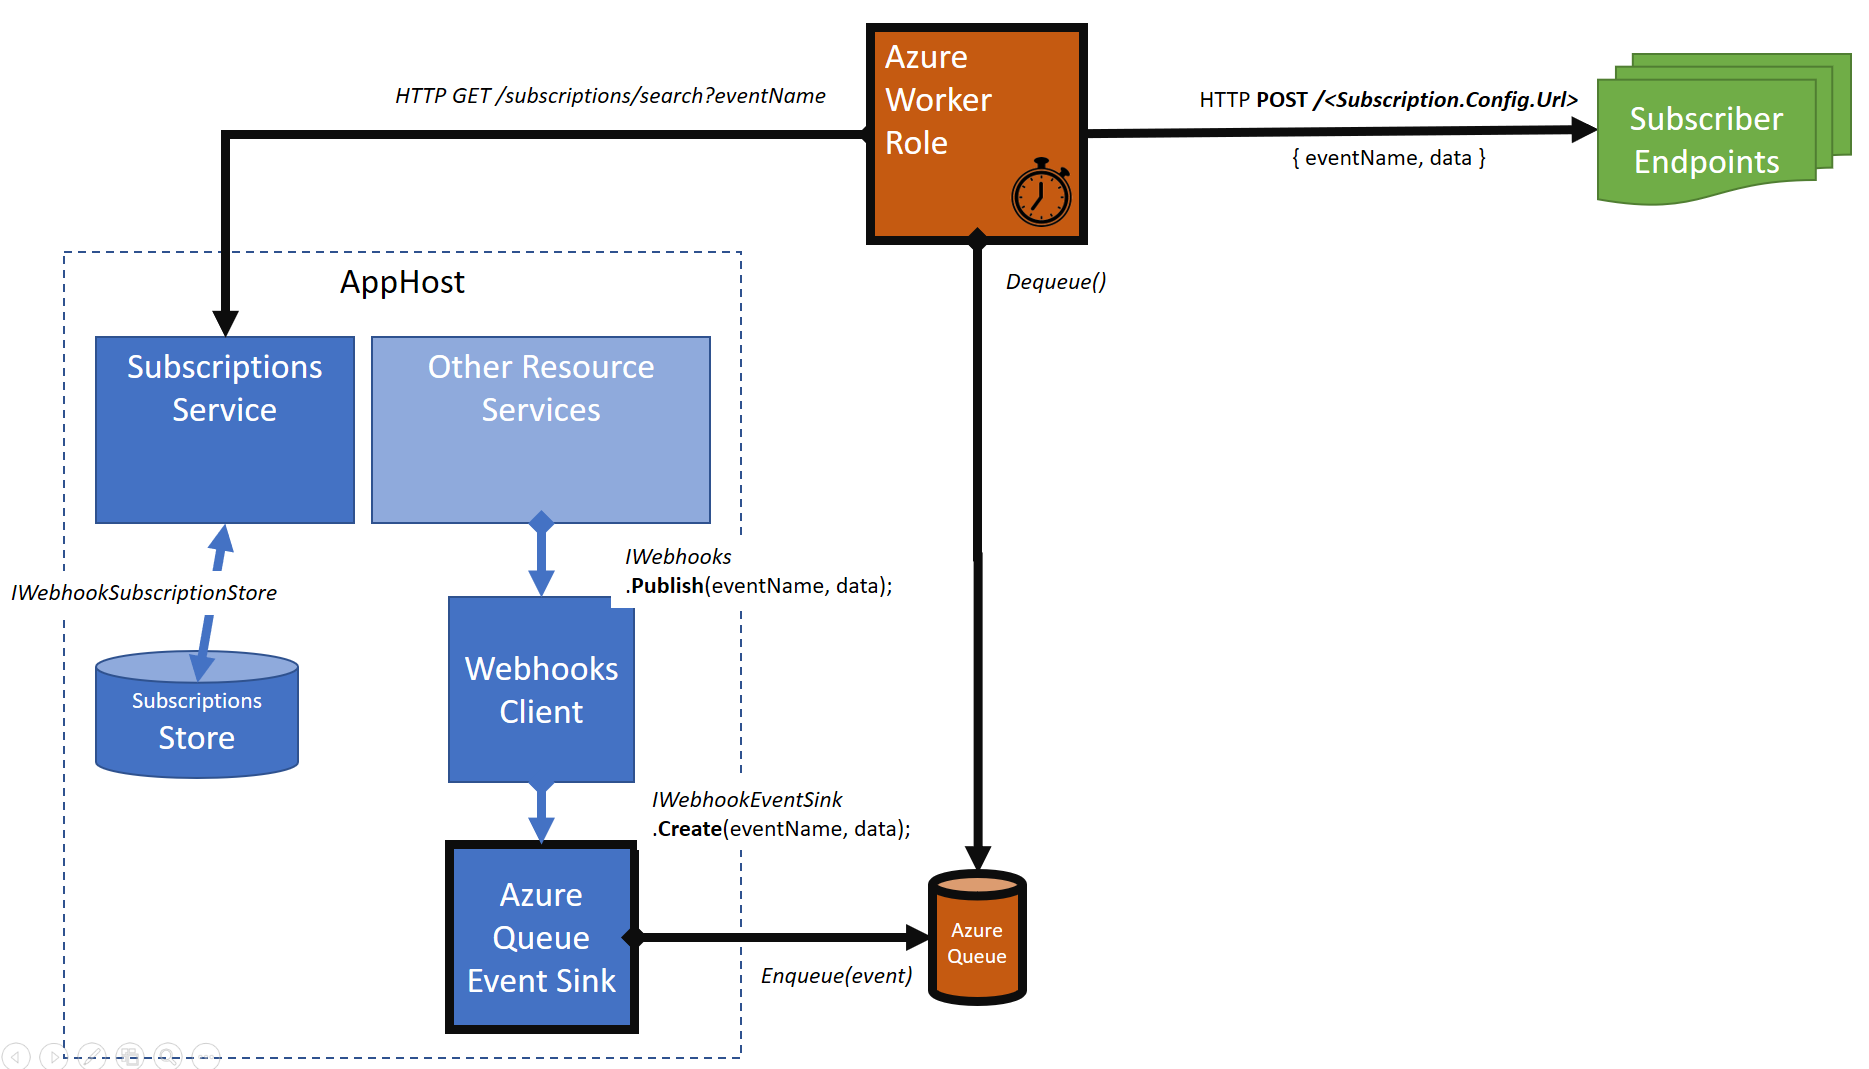 Azure
Worker
Role
HTTP GET /subscriptions/search?eventName
HTTP POST /<Subscription.Config.Url>
{ eventName, data }
Subscriber
Endpoints
Dequeue()
AppHost
Subscriptions
Service
Other Resource
Services
IWebhooks
.Publish(eventName, data);
IWebhookSubscriptionStore
Subscriptions
Store
Webhooks
Client
IWebhookEventSink
.Create(eventName, data);
Azure
Queue
Event Sink
Enqueue(event)
Azure
Queue